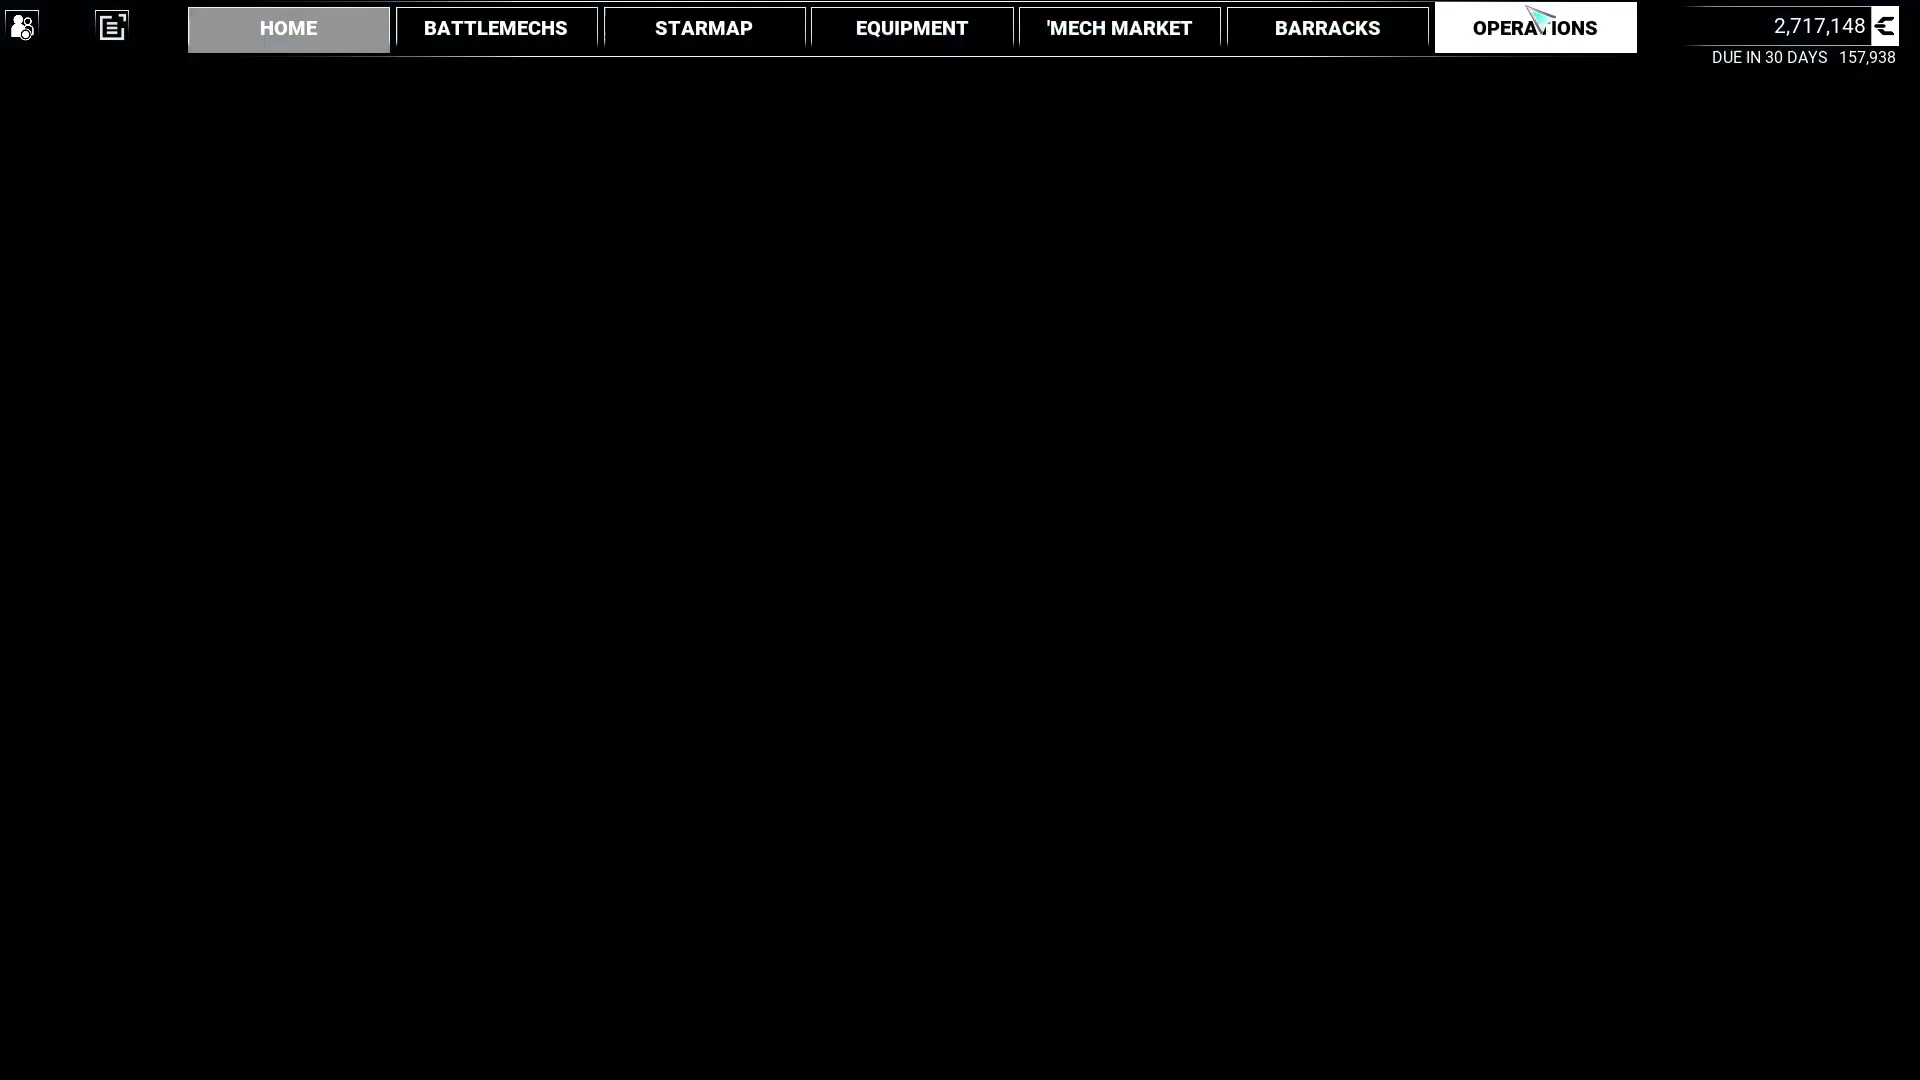 HOME
BATTLEMECHS
STARMAP
EQUIPMENT
'MECH MARKET
BARRACKS
OPERATIONS
2,717,148
DUE IN 30 DAYS 157,938